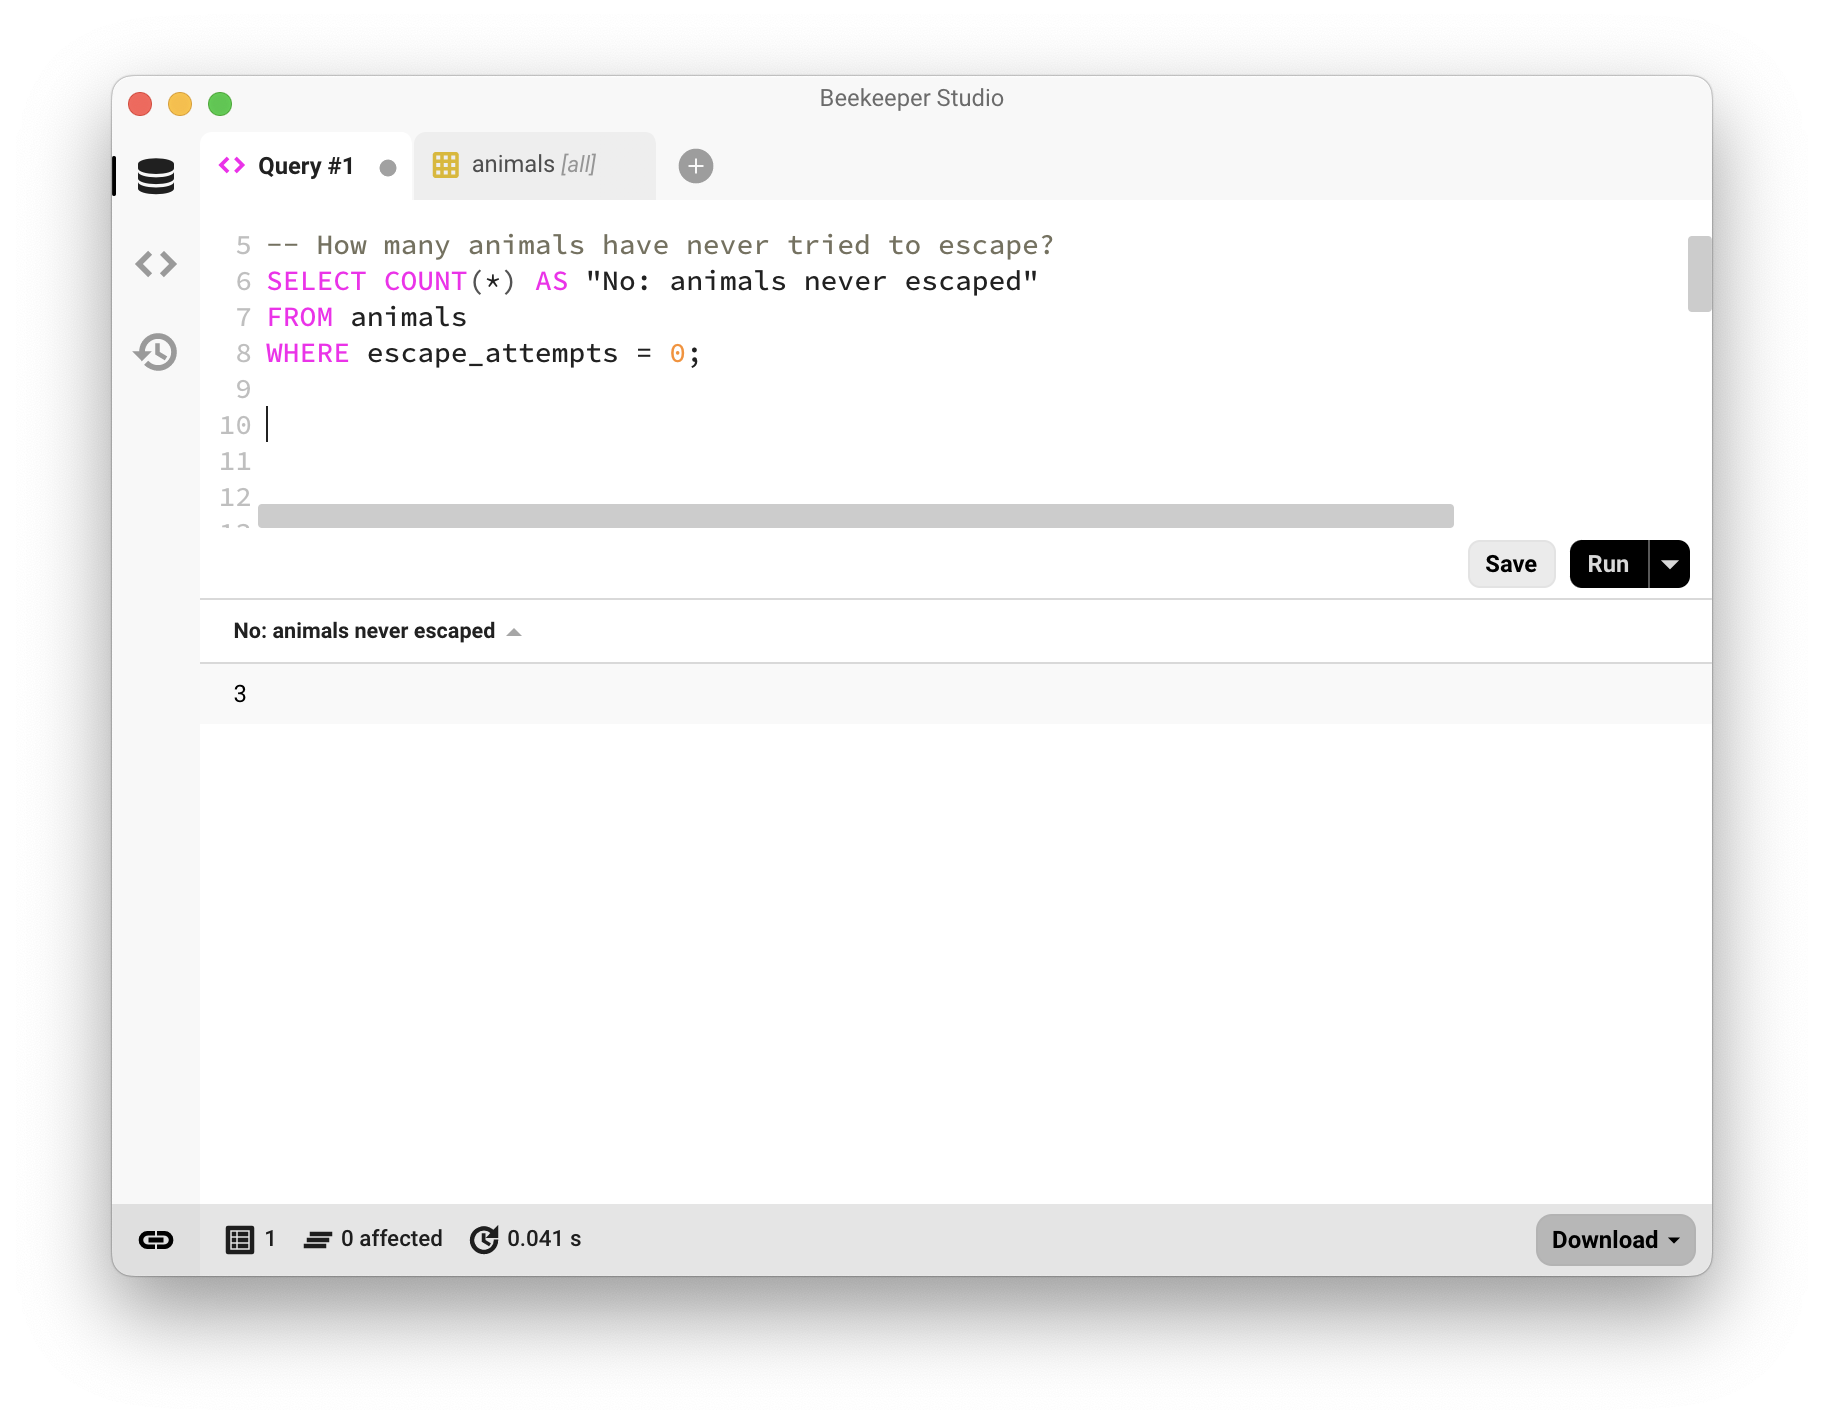 Beekeeper Studio
Query #1
animals [all]
5 -- How many animals have never tried to escape?
6 SELECT COUNT(*) AS "No: animals never escaped"
7 FROM animals
8 WHERE escape_attempts = 0;
9
10
11
12
Save
Run
No: animals never escaped
3
1
0 affected
0.041 s
Download